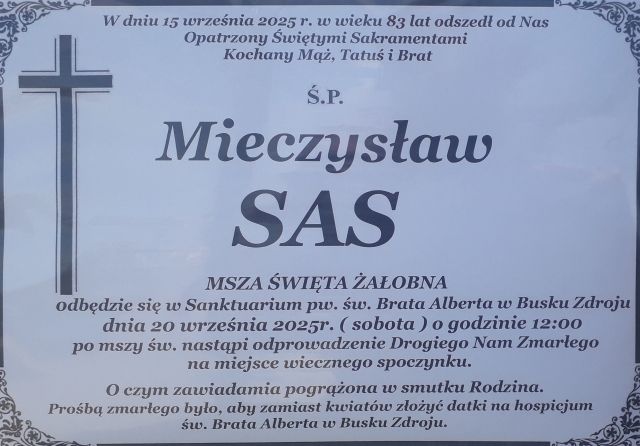 W dniu 15 września 2025 r. w wieku 83 lat odszedł od Nas
Opatrzony Świętymi Sakramentami
Kochany Mąż, Tatuś i Brat
Ś.P.
Mieczysław
SAS
MSZA ŚWIĘTA ŻAŁOBNA
odbędzie się w Sanktuarium pw. św. Brata Alberta w Busku Zdroju
dnia 20 września 2025r. ( sobota ) o godzinie 12:00
po mszy św. nastąpi odprowadzenie Drogiego Nam Zmarłego
na miejsce wiecznego spoczynku.
O czym zawiadamia pogrążona w smutku Rodzina.
Prośbą zmarłego było, aby zamiast kwiatów złożyć datki na hospicjum
św. Brata Alberta w Busku Zdroju.